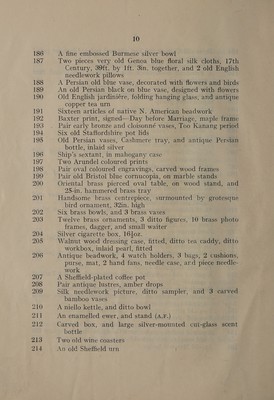 10
186 A fine embossed Burmese silver bowl
187 Two pieces very old Genoa blue floral silk cloths, 17th
Century, 39ft. by 1ft. 3in. together, and 2 old English
needlework pillows
188 A Persian old blue vase, decorated with flowers and birds
189 An old Persian black on blue vase, designed with flowers
190 Old English jardinière, folding hanging glass, and antique
copper tea urn
191 Sixteen articles of native N. American beadwork
192 Baxter print, signed—Day before Marriage, maple frame
193 Pair early bronze and cloisonné vases, Too Kanang period
194 Six old Staffordshire pot lids
195 Old Persian vases, Cashmere tray, and antique Persian
bottle, inlaid silver
196 Ship's sextant, in mahogany case
197 Two Arundel coloured prints
198 Pair oval coloured engravings, carved wood frames
199 Pair old Bristol blue cornucopia, on marble stands
200 Oriental brass pierced oval table, on wood stand, and
25-in. hammered brass tray
201 Handsome brass centrepiece, surmounted by grotesque
bird ornament, 32in. high
202 Six brass bowls, and 3 brass vases
203 Twelve brass ornaments, 3 ditto figures, 10 brass photo
frames, dagger, and small waiter
204 Silver cigarette box, 16¾oz.
205 Walnut wood dressing case, fitted, ditto tea caddy, ditto
workbox, inlaid pearl, fitted
206 Antique beadwork, 4 watch holders, 3 bags, 2 cushions,
purse, mat, 2 hand fans, needle case, and piece needle-
work
207 A Sheffield-plated coffee pot
208 Pair antique lustres, amber drops
209 Silk needlework picture, ditto sampler, and 3 carved
bamboo vases
210 A niello kettle, and ditto bowl
211 An enamelled ewer, and stand (A.F.)
212 Carved box, and large silver-mounted cut-glass scent
bottle
213 Two old wine coasters
214 An old Sheffield urn